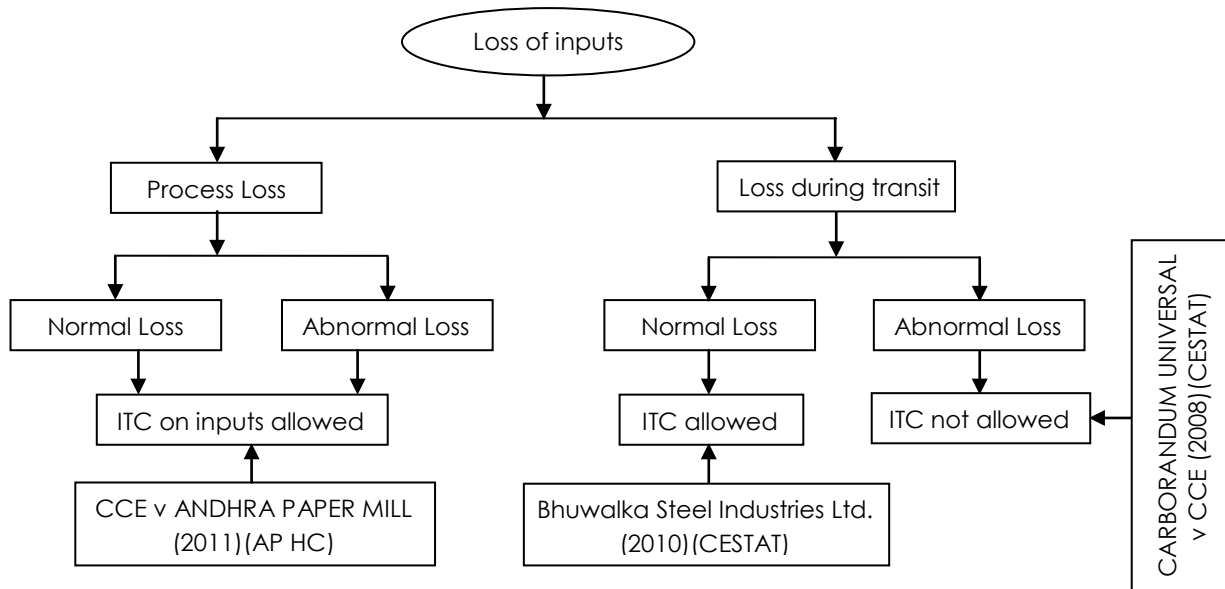 Loss of inputs
Process Loss
Loss during transit
Normal Loss
Abnormal Loss
Normal Loss
Abnormal Loss
ITC on inputs allowed
ITC allowed
ITC not allowed
CCE v ANDHRA PAPER MILL
(2011)(AP HC)
Bhuwalka Steel Industries Ltd.
(2010)(CESTAT)
CARBORANDUM UNIVERSAL
v CCE (2008)(CESTAT)